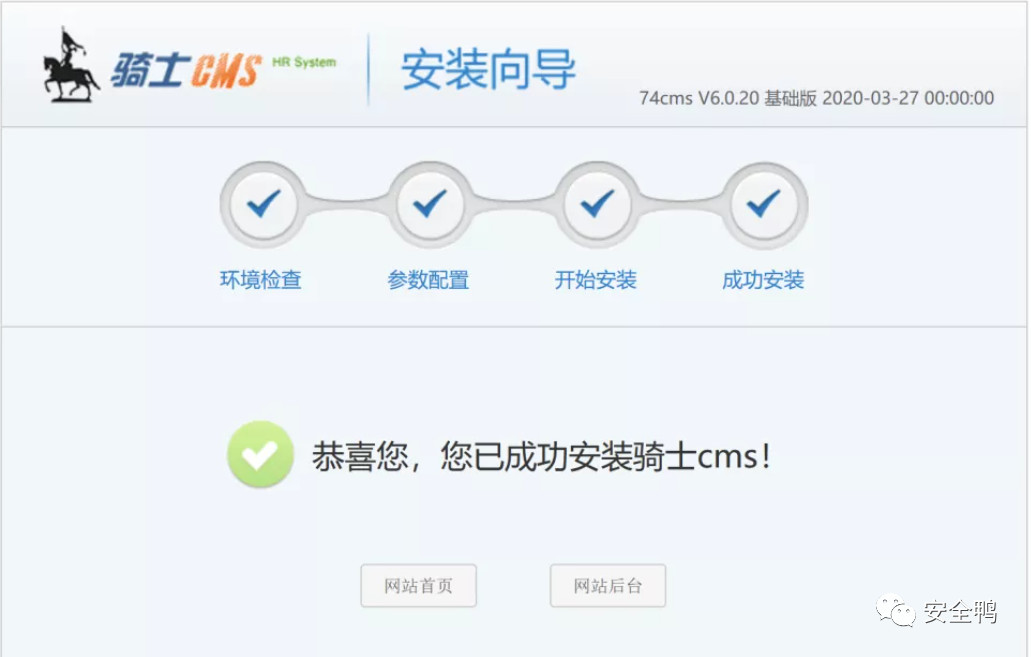 骑士CMS HR System
安装向导
74cms V6.0.20 基础版 2020-03-27 00:00:00
环境检查 参数配置 开始安装 成功安装
恭喜您，您已成功安装骑士cms！
网站首页 网站后台
安全鸭